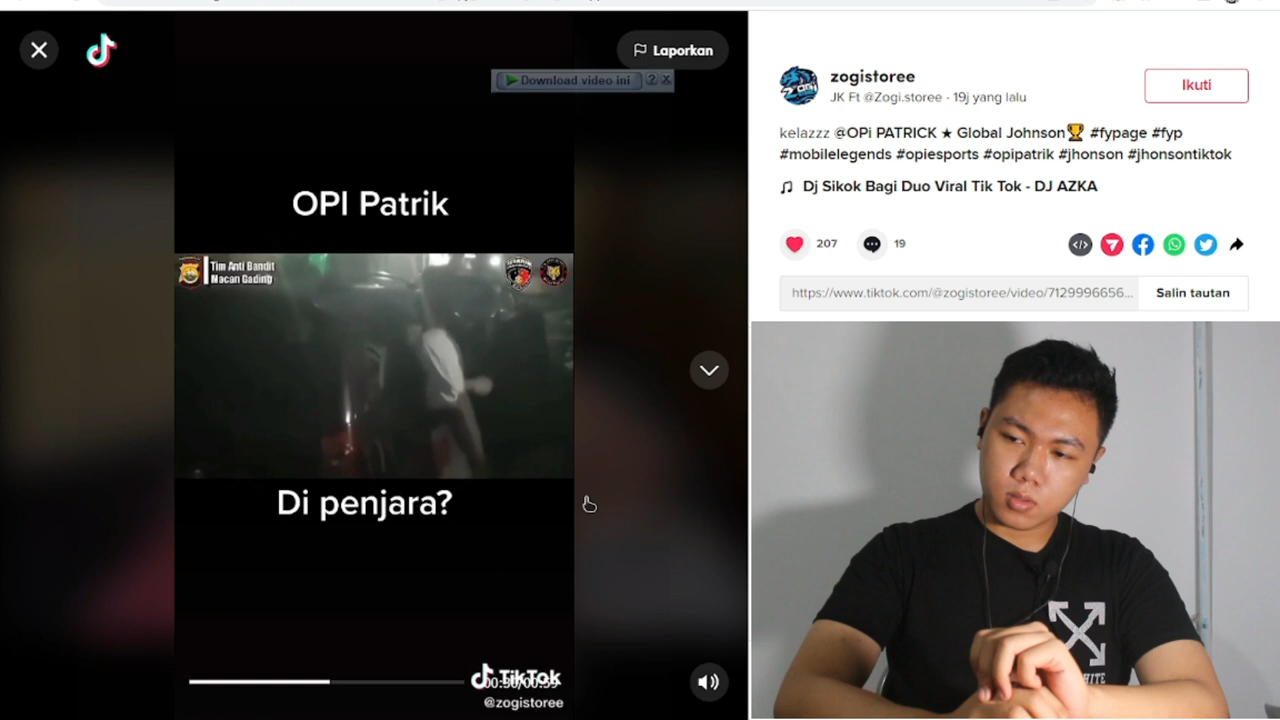 Laporkan
Download video ini
OPI Patrik
Tim Anti Bandit
Macan Gading
Di penjara?
TikTok
@zogistoree
zogistoree
JK Ft @Zogi.storee · 19j yang lalu
Ikuti
kelazzz @OPi PATRICK ★ Global Johnson🏆 #fypage #fyp
#mobilelegends #opiesports #opipatrik #jhonson #jhonsontiktok
Dj Sikok Bagi Duo Viral Tik Tok - DJ AZKA
207
19
https://www.tiktok.com/@zogistoree/video/7129996656...
Salin tautan